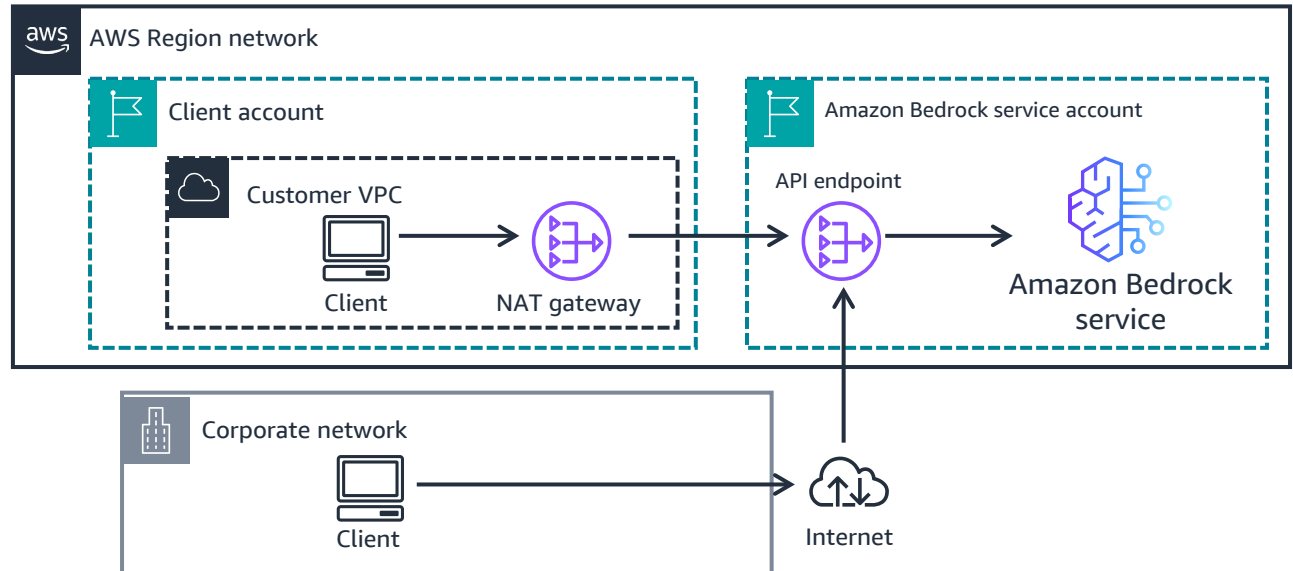 aws
AWS Region network
Client account
Amazon Bedrock service account
Customer VPC
API endpoint
Client
NAT gateway
Amazon Bedrock
service
Corporate network
Client
Internet